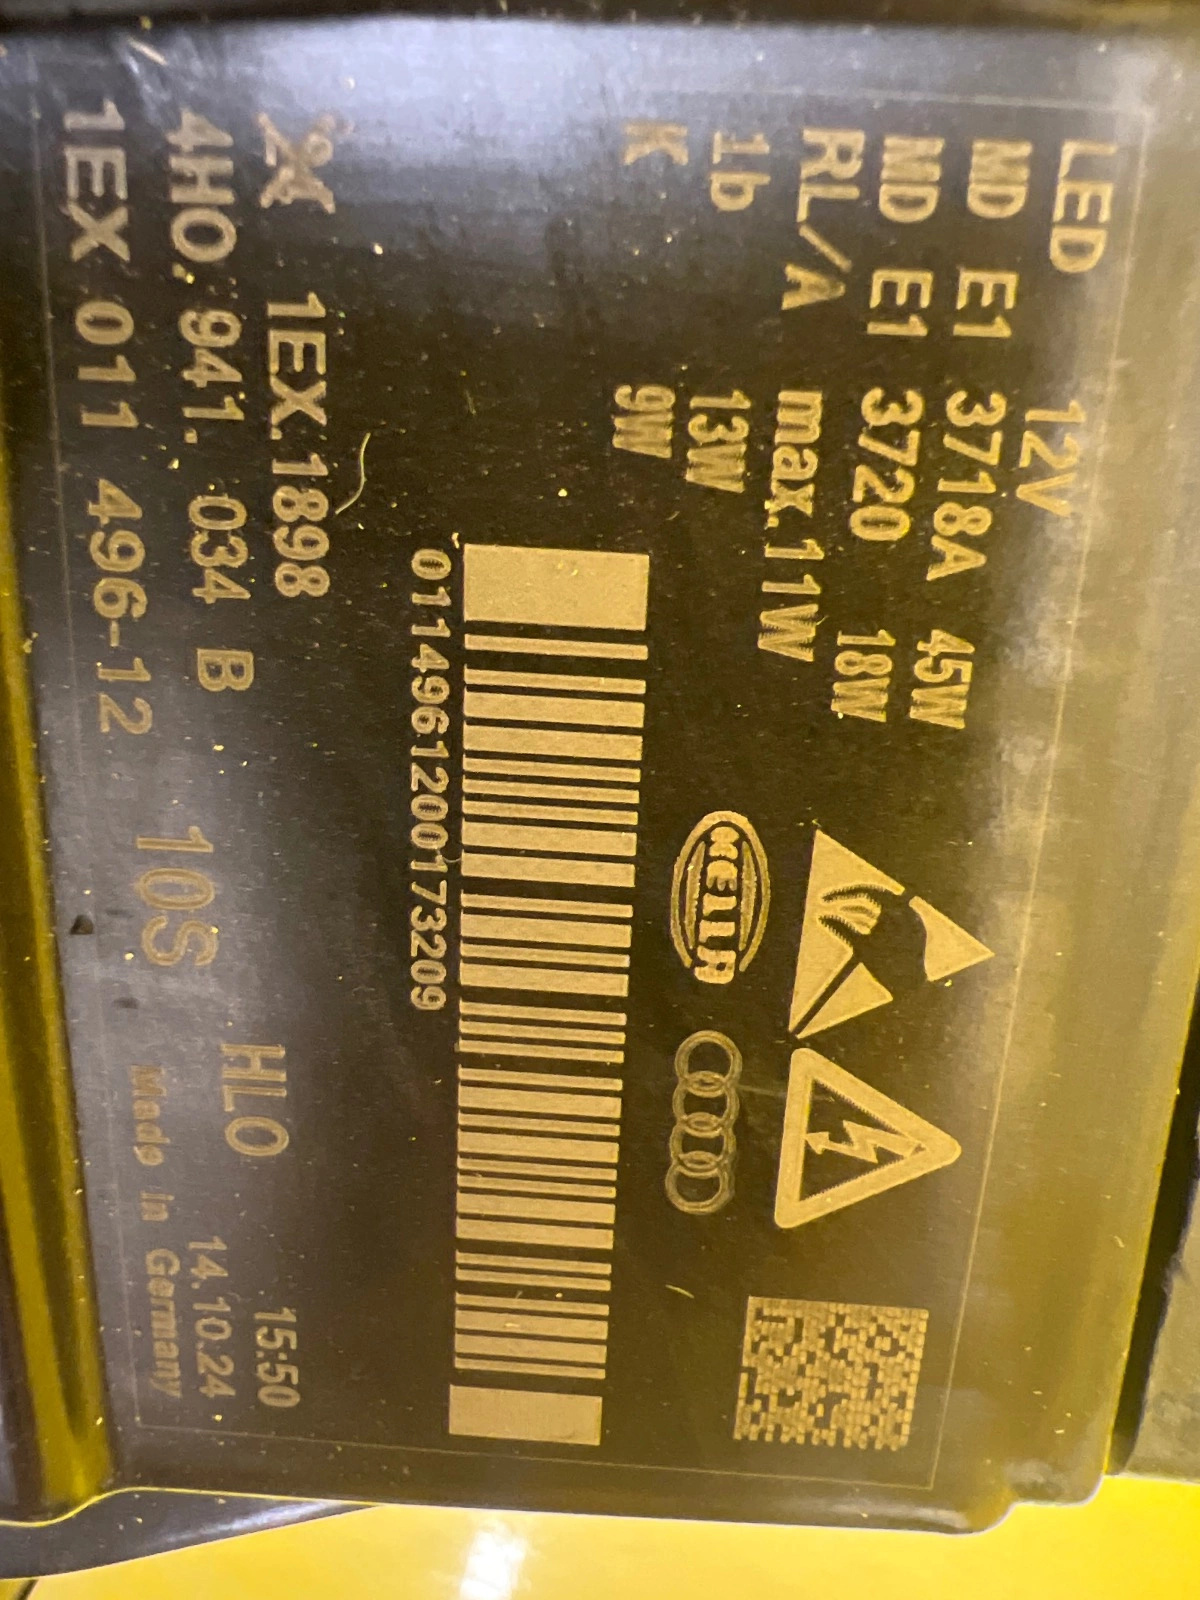 LED 12V
MD E1 3718A 45W
MD E1 3720 18W
RL/A max.11W
1b 13W
K 9W
HELLA
0114961200173209
1EX.1898
4H0.941.034 B
1EX 011 496-12
10S
HLO
15:50
14.10.24
Made in Germany